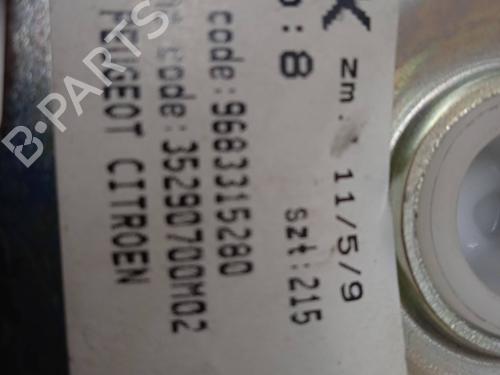 zm. 11/5/9
:8 szt:215
code:9683315280
code:35290700M02
PEUGEOT CITROEN
B-PARTS